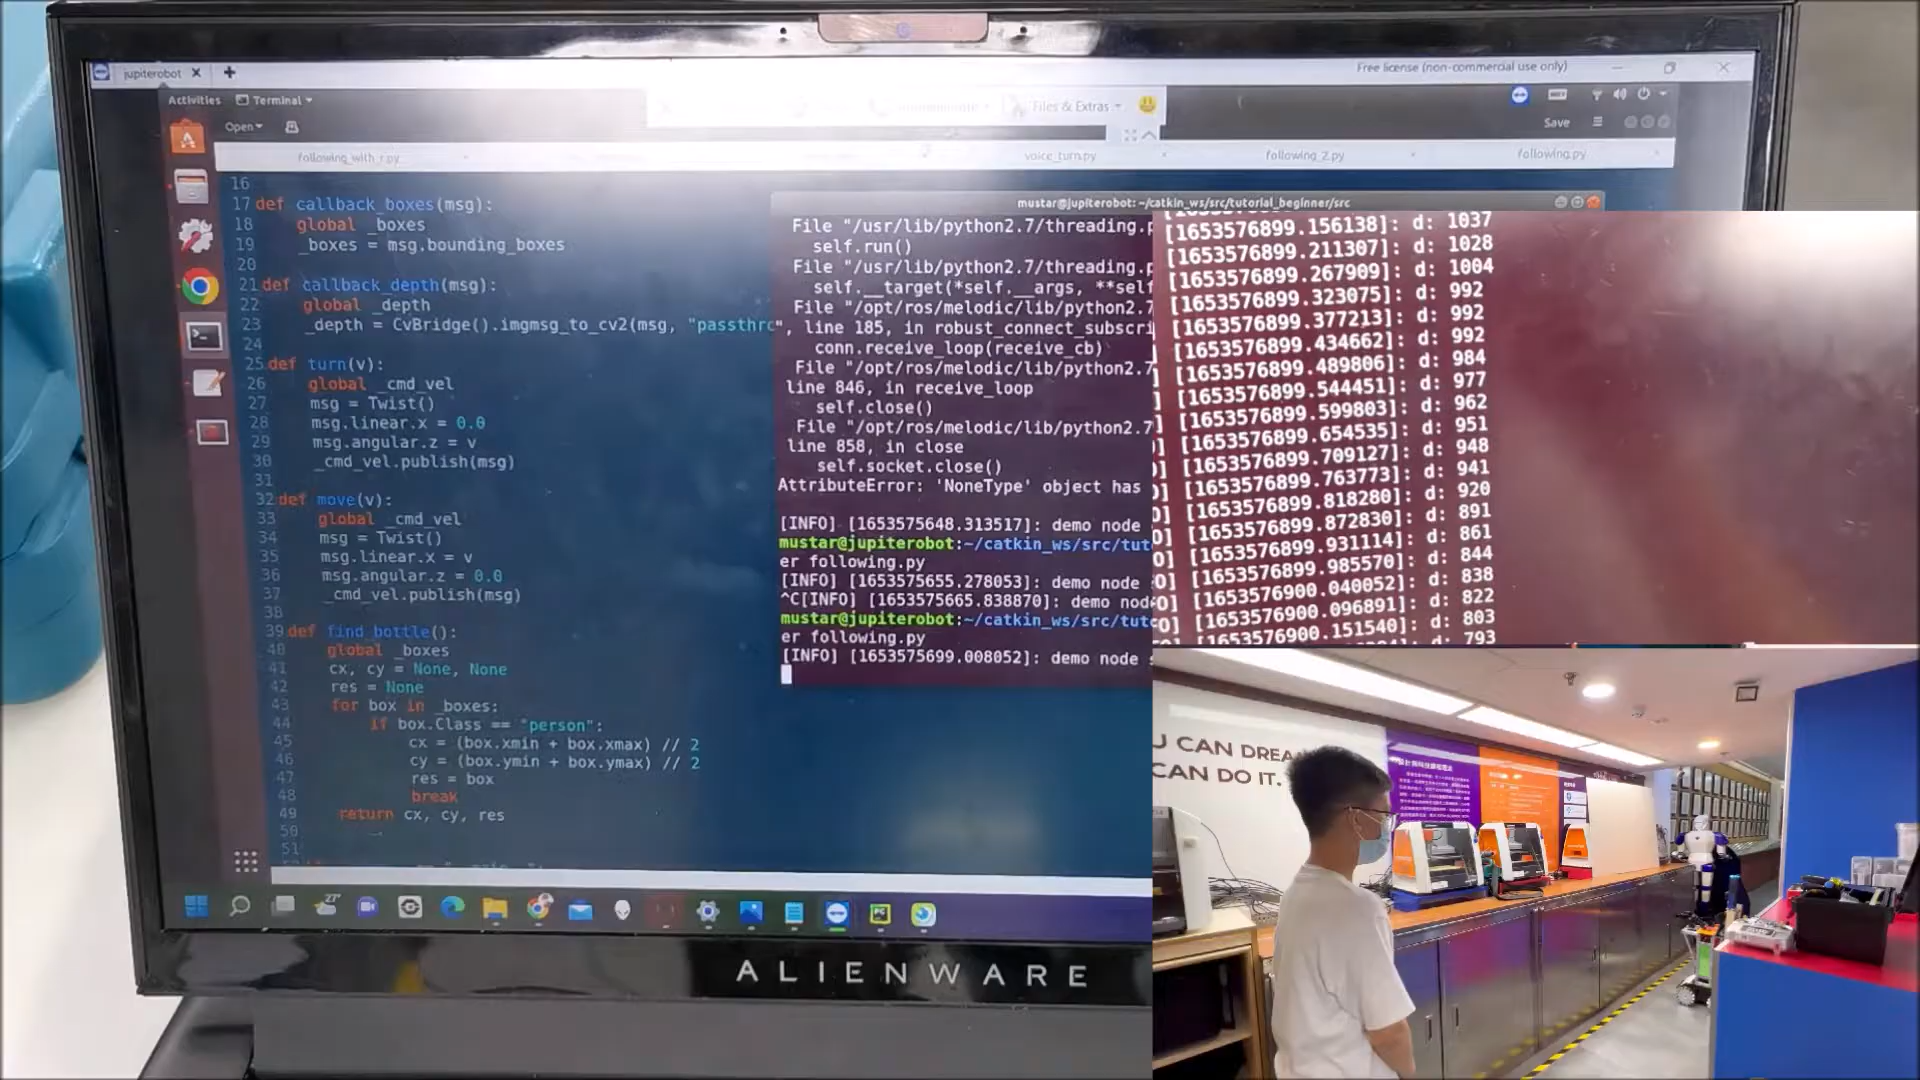 jupiterobot
Free license (non-commercial use only)
Activities
Terminal
Files & Extras
Open
Save
following_with_r.py
voice_turn.py
following_2.py
following.py
16
17 def callback_boxes(msg):
18 global _boxes
19 _boxes = msg.bounding_boxes
20
21 def callback_depth(msg):
22 global _depth
23 _depth = CvBridge().imgmsg_to_cv2(msg, "passthr
24
25 def turn(v):
26 global _cmd_vel
27 msg = Twist()
28 msg.linear.x = 0.0
29 msg.angular.z = v
30 _cmd_vel.publish(msg)
31
32 def move(v):
33 global _cmd_vel
34 msg = Twist()
35 msg.linear.x = v
36 msg.angular.z = 0.0
37 _cmd_vel.publish(msg)
38
39 def find_bottle():
40 global _boxes
41 cx, cy = None, None
42 res = None
43 for box in _boxes:
44 if box.Class == "person":
45 cx = (box.xmin + box.xmax) // 2
46 cy = (box.ymin + box.ymax) // 2
47 res = box
48 break
49 return cx, cy, res
50
51
mustar@jupiterobot: ~/catkin_ws/src/tutorial_beginner/src
File "/usr/lib/python2.7/threading.p
self.run()
File "/usr/lib/python2.7/threading.p
self.__target(*self.__args, **self
File "/opt/ros/melodic/lib/python2.7
", line 185, in robust_connect_subscri
conn.receive_loop(receive_cb)
File "/opt/ros/melodic/lib/python2.7
line 846, in receive_loop
self.close()
File "/opt/ros/melodic/lib/python2.7
line 858, in close
self.socket.close()
AttributeError: 'NoneType' object has
[INFO] [1653575648.313517]: demo node
mustar@jupiterobot:~/catkin_ws/src/tut
er following.py
[INFO] [1653575655.278053]: demo node
^C[INFO] [1653575665.838870]: demo nod
mustar@jupiterobot:~/catkin_ws/src/tut
er following.py
[INFO] [1653575699.008052]: demo node s
[1653576899.156138]: d: 1037
[1653576899.211307]: d: 1028
[1653576899.267909]: d: 1004
[1653576899.323075]: d: 992
[1653576899.377213]: d: 992
[1653576899.434662]: d: 992
[1653576899.489806]: d: 984
[1653576899.544451]: d: 977
[1653576899.599803]: d: 962
[1653576899.654535]: d: 951
[1653576899.709127]: d: 948
[1653576899.763773]: d: 941
[1653576899.818280]: d: 920
[1653576899.872830]: d: 891
[1653576899.931114]: d: 861
[1653576899.985570]: d: 844
[1653576900.040052]: d: 838
[1653576900.096891]: d: 822
[1653576900.151540]: d: 803
d: 793
27°
ALIENWARE
U CAN DREA
CAN DO IT.